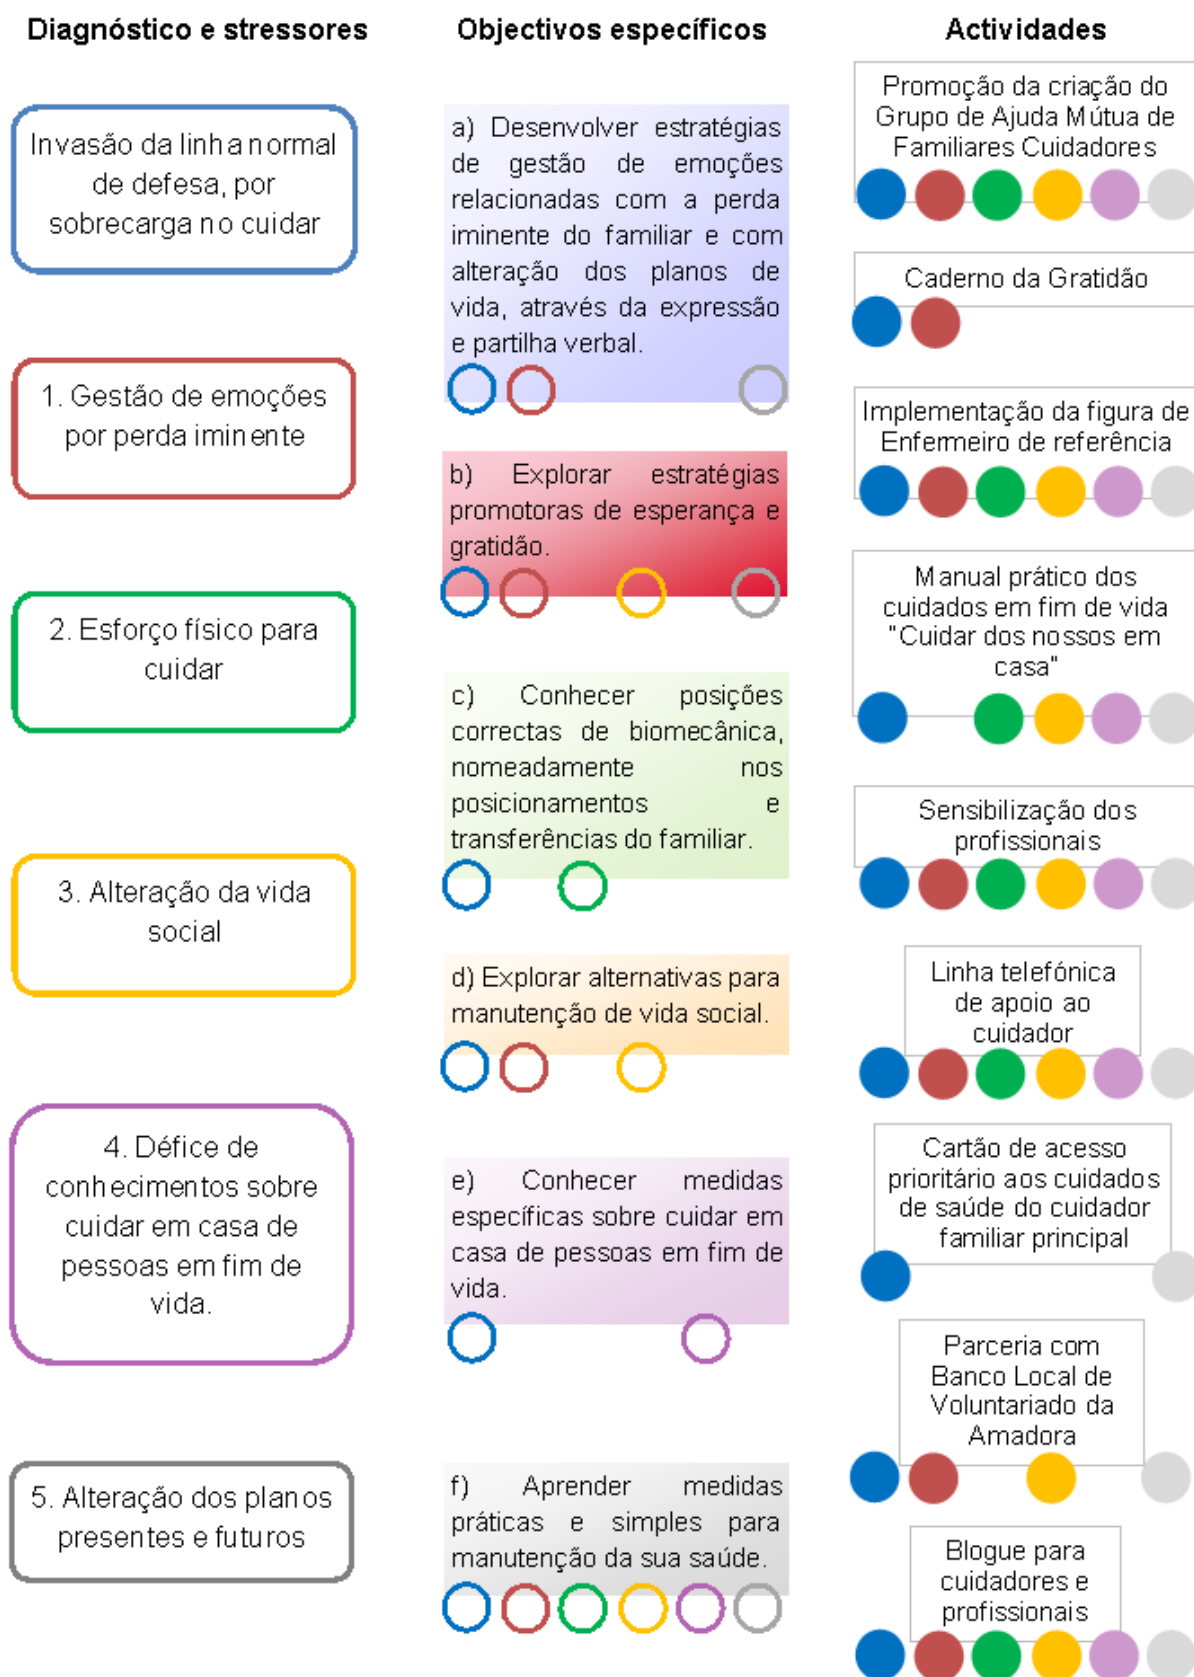 Diagnóstico e stressores
Invasão da linha normal
de defesa, por
sobrecarga no cuidar
1. Gestão de emoções
por perda iminente
2. Esforço físico para
cuidar
3. Alteração da vida
social
4. Défice de
conhecimentos sobre
cuidar em casa de
pessoas em fim de
vida.
5. Alteração dos planos
presentes e futuros
Objectivos específicos
a) Desenvolver estratégias
de gestão de emoções
relacionadas com a perda
iminente do familiar e com
alteração dos planos de
vida, através da expressão
e partilha verbal.
b) Explorar estratégias
promotoras de esperança e
gratidão.
c) Conhecer posições
correctas de biomecânica,
nomeadamente nos
posicionamentos e
transferências do familiar.
d) Explorar alternativas para
manutenção de vida social.
e) Conhecer medidas
específicas sobre cuidar em
casa de pessoas em fim de
vida.
f) Aprender medidas
práticas e simples para
manutenção da sua saúde.
Actividades
Promoção da criação do
Grupo de Ajuda Mútua de
Familiares Cuidadores
Caderno da Gratidão
Implementação da figura de
Enfermeiro de referência
Manual prático dos
cuidados em fim de vida
"Cuidar dos nossos em
casa"
Sensibilização dos
profissionais
Linha telefónica
de apoio ao
cuidador
Cartão de acesso
prioritário aos cuidados
de saúde do cuidador
familiar principal
Parceria com
Banco Local de
Voluntariado da
Amadora
Blogue para
cuidadores e
profissionais